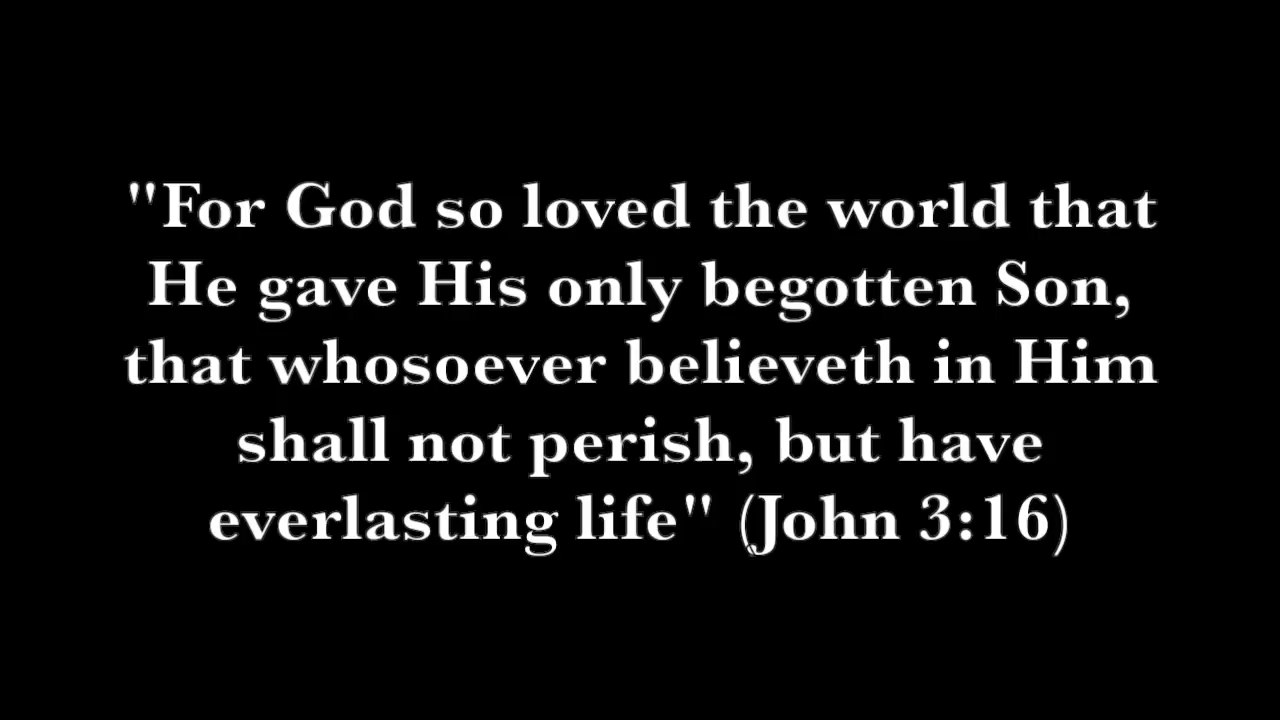 "For God so loved the world that
He gave His only begotten Son,
that whosoever believeth in Him
shall not perish, but have
everlasting life" (John 3:16)